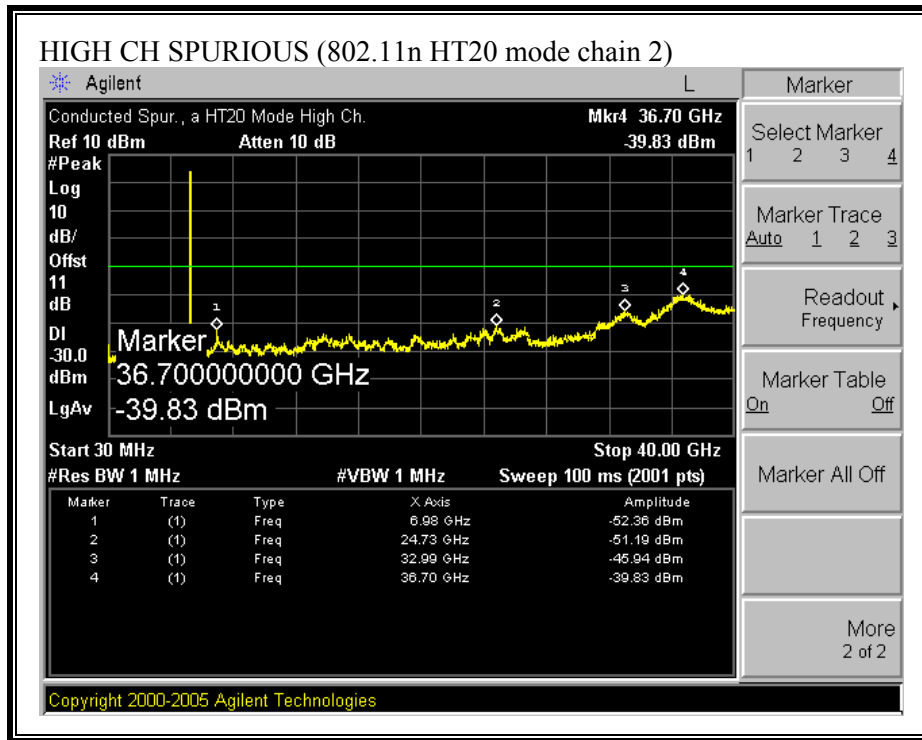 HIGH CH SPURIOUS (802.11n HT20 mode chain 2)
Agilent L
Conducted Spur., a HT20 Mode High Ch. Mkr4 36.70 GHz
Ref 10 dBm Atten 10 dB -39.83 dBm
#Peak
Log
10
dB/
Offst
11
dB
DI
-30.0
dBm
LgAv
1
2
3
4
Marker
36.700000000 GHz
-39.83 dBm
Start 30 MHz Stop 40.00 GHz
#Res BW 1 MHz #VBW 1 MHz Sweep 100 ms (2001 pts)
Marker Trace Type X Axis Amplitude
1 (1) Freq 6.98 GHz -52.36 dBm
2 (1) Freq 24.73 GHz -51.19 dBm
3 (1) Freq 32.99 GHz -45.94 dBm
4 (1) Freq 36.70 GHz -39.83 dBm
Copyright 2000-2005 Agilent Technologies
Marker
Select Marker
1 2 3 4
Marker Trace
Auto 1 2 3
Readout
Frequency
Marker Table
On Off
Marker All Off
More
2 of 2